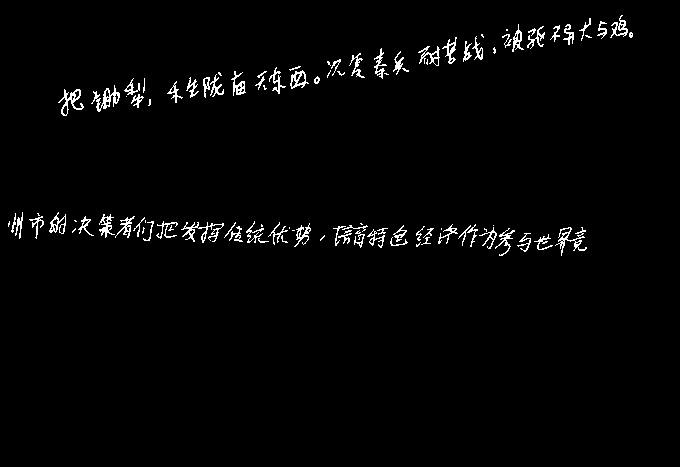 把锄犁，禾生陇亩无东西。况复秦兵耐苦战，被驱不异犬与鸡。
州市的决策者们把发挥传统优势，培育特色经济作为参与世界竞